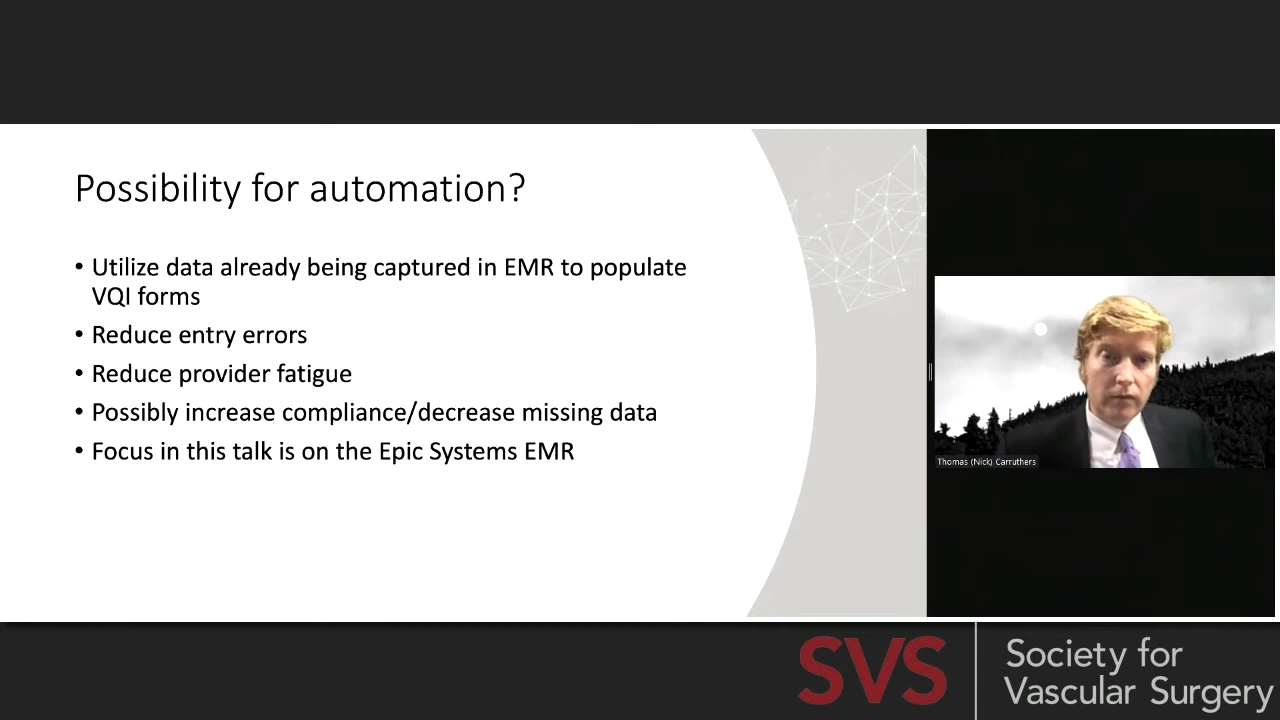 Possibility for automation?
• Utilize data already being captured in EMR to populate
VQI forms
• Reduce entry errors
• Reduce provider fatigue
• Possibly increase compliance/decrease missing data
• Focus in this talk is on the Epic Systems EMR
Thomas (Nick) Carruthers
SVS
Society for
Vascular Surgery